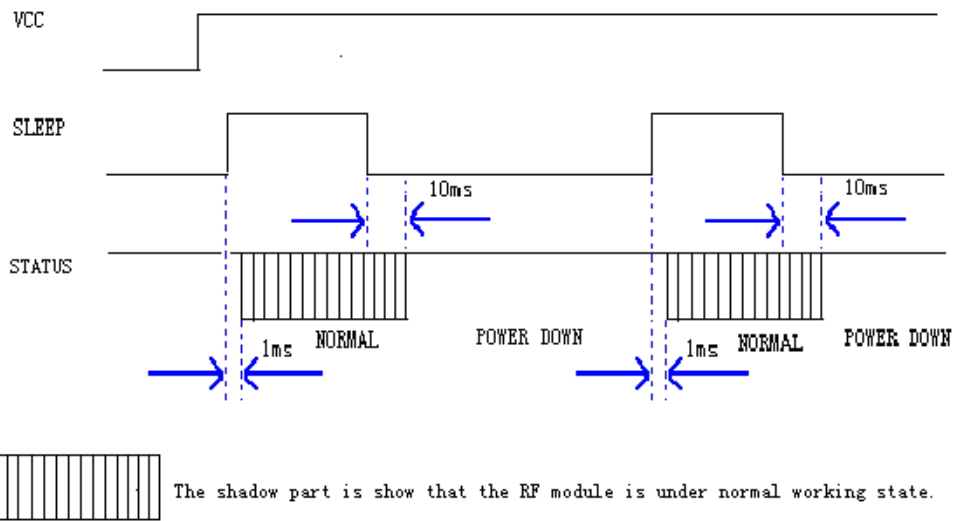 VCC
SLEEP
10ms 10ms
STATUS
1ms NORMAL POWER DOWN 1ms NORMAL POWER DOWN
The shadow part is show that the RF module is under normal working state.